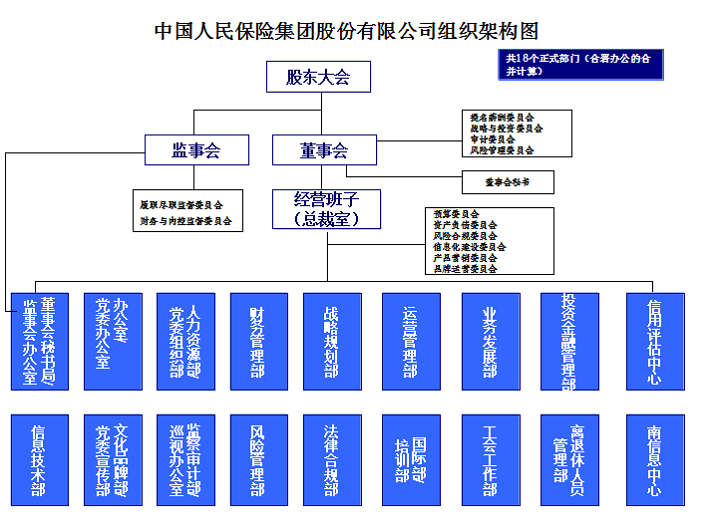 中国人民保险集团股份有限公司组织架构图
共18个正式部门（合署办公的合
并计算）
股东大会
监事会
董事会
提名薪酬委员会
战略与投资委员会
审计委员会
风险管理委员会
董事会秘书
履职尽职监督委员会
财务与内控监督委员会
经营班子
（总裁室）
预算委员会
资产负债委员会
风险合规委员会
信息化建设委员会
产品营销委员会
品牌运营委员会
董事会秘书局/
监事会办公室
办公室/
党委办公室
人力资源部/
党委组织部
财务管理部
战略规划部
运营管理部
业务发展部
投资金融管理部
信用评估中心
信息技术部
文化品牌部/
党委宣传部
监察审计部/
巡视办公室
风险管理部
法律合规部
国际部/
培训部
工会工作部
离退休人员
管理部
南信息中心